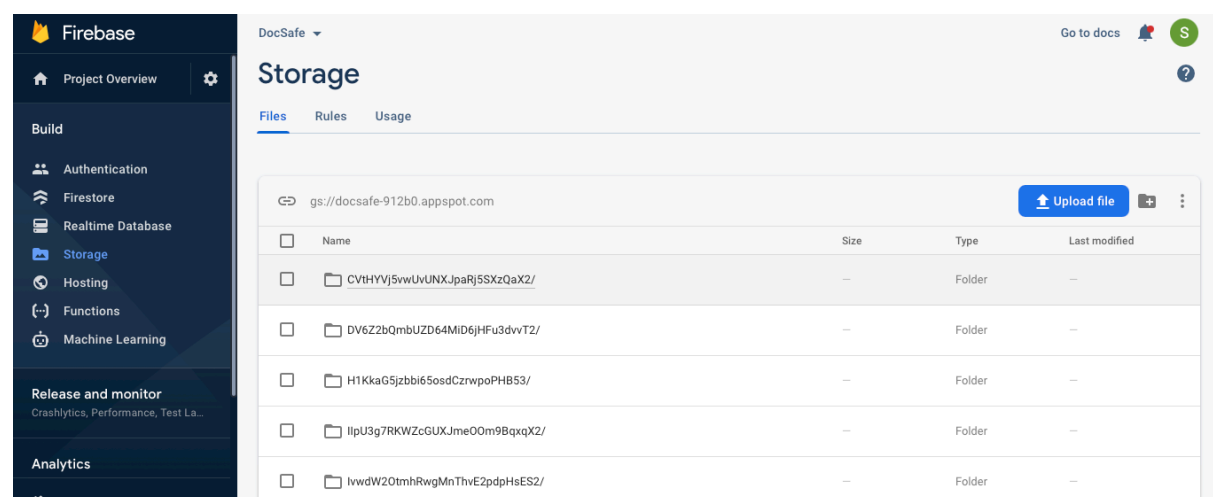 Firebase
Project Overview
Build
Authentication
Firestore
Realtime Database
Storage
Hosting
Functions
Machine Learning
Release and monitor
Crashlytics, Performance, Test La...
Analytics
DocSafe
Go to docs
S
Storage
?
Files Rules Usage
gs://docsafe-912b0.appspot.com
Upload file
Name Size Type Last modified
CVtHYVj5vwUvUNXJpaRj5SXzQaX2/ — Folder —
DV6Z2bQmbUZD64MiD6jHFu3dvvT2/ — Folder —
H1KkaG5jzbbi65osdCzrwpoPHB53/ — Folder —
IIpU3g7RKWZcGUXJmeOOm9BqxqX2/ — Folder —
IvwdW2OtmhRwgMnThvE2pdpHsES2/ — Folder —